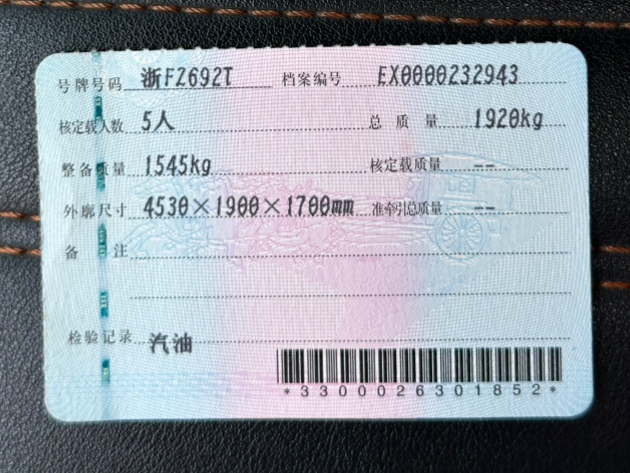 号牌号码 浙FZ692T 档案编号 EX0000232943
核定载人数 5人 总质量 1920kg
整备质量 1545kg 核定载质量 --
外廓尺寸 4530×1900×1700mm 准牵引总质量 --
备注
检验记录 汽油
*3300026301852*